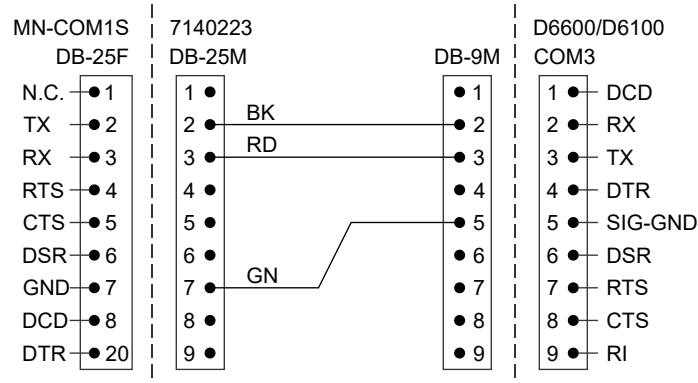 MN-COM1S 7140223 D6600/D6100
DB-25F DB-25M DB-9M COM3
N.C. 1 1 1 1 DCD
TX 2 2 BK 2 2 RX
RX 3 3 RD 3 3 TX
RTS 4 4 4 4 DTR
CTS 5 5 5 5 SIG-GND
DSR 6 6 6 6 DSR
GND 7 7 GN 7 7 RTS
DCD 8 8 8 8 CTS
DTR 20 9 9 9 RI